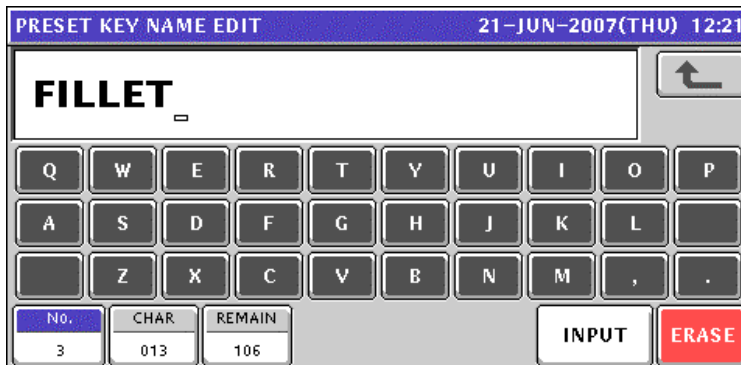 PRESET KEY NAME EDIT 21-JUN-2007(THU) 12:21
FILLET
Q W E R T Y U I O P
A S D F G H J K L
Z X C V B N M , .
No. CHAR REMAIN INPUT ERASE
3 013 106